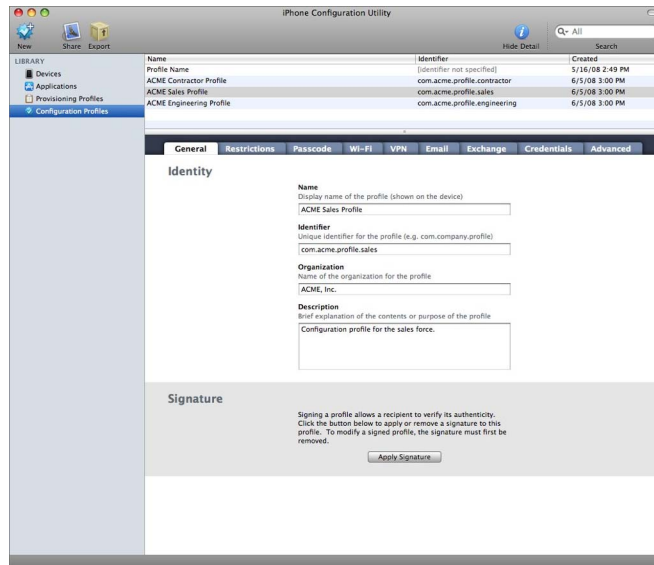 iPhone Configuration Utility
New Share Export Hide Detail Search
All
LIBRARY
Devices
Applications
Provisioning Profiles
Configuration Profiles
Name Identifier Created
Profile Name [identifier not specified] 5/16/08 2:49 PM
ACME Contractor Profile com.acme.profile.contractor 6/5/08 3:00 PM
ACME Sales Profile com.acme.profile.sales 6/5/08 3:00 PM
ACME Engineering Profile com.acme.profile.engineering 6/5/08 3:00 PM
General Restrictions Passcode Wi-Fi VPN Email Exchange Credentials Advanced
Identity
Name
Display name of the profile (shown on the device)
ACME Sales Profile
Identifier
Unique identifier for the profile (e.g. com.company.profile)
com.acme.profile.sales
Organization
Name of the organization for the profile
ACME, Inc.
Description
Brief explanation of the contents or purpose of the profile
Configuration profile for the sales force.
Signature
Signing a profile allows a recipient to verify its authenticity.
Click the button below to apply or remove a signature to this
profile. To modify a signed profile, the signature must first be
removed.
Apply Signature